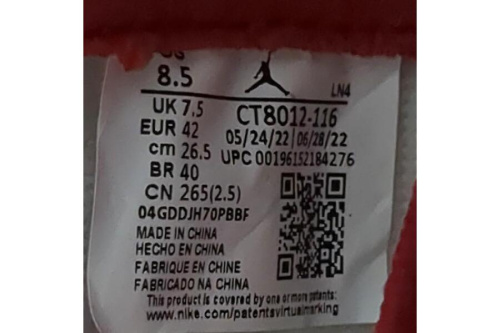 US
8.5
LN4
UK 7.5
EUR 42
cm 26.5
BR 40
CN 265(2.5)
CT8012-116
05/24/22 06/28/22
UPC 00196152184276
04GDDJH70PBBF
MADE IN CHINA
HECHO EN CHINA
FABRIQUE EN CHINE
FABRICADO NA CHINA
This product is covered by one or more patents:
www.nike.com/patentsvirtualmarking